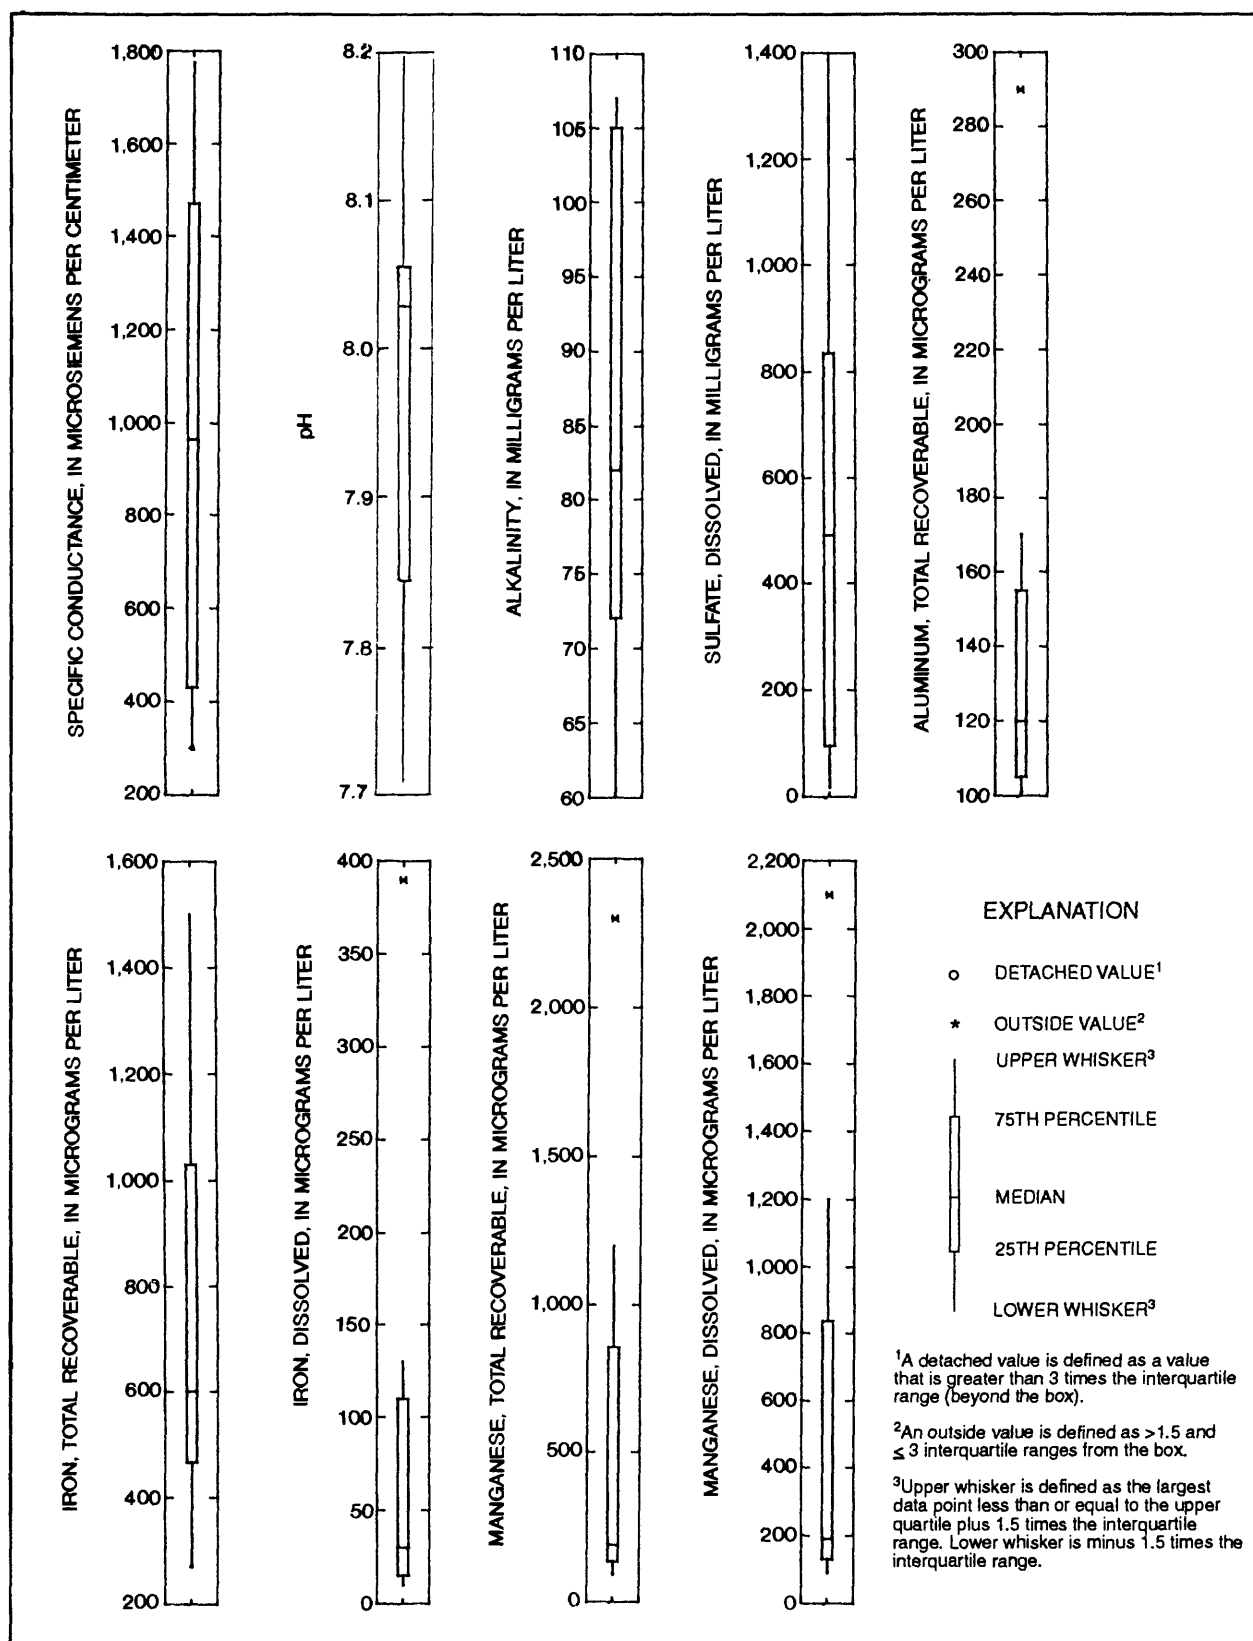 SPECIFIC CONDUCTANCE, IN MICROSIEMENS PER CENTIMETER
1,800
1,600
1,400
1,200
1,000
800
600
400
200
pH
8.2
8.1
8.0
7.9
7.8
7.7
ALKALINITY, IN MILLIGRAMS PER LITER
110
105
100
95
90
85
80
75
70
65
60
SULFATE, DISSOLVED, IN MILLIGRAMS PER LITER
1,400
1,200
1,000
800
600
400
200
0
ALUMINUM, TOTAL RECOVERABLE, IN MICROGRAMS PER LITER
300
280
260
240
220
200
180
160
140
120
100
IRON, TOTAL RECOVERABLE, IN MICROGRAMS PER LITER
1,600
1,400
1,200
1,000
800
600
400
200
IRON, DISSOLVED, IN MICROGRAMS PER LITER
400
350
300
250
200
150
100
50
0
MANGANESE, TOTAL RECOVERABLE, IN MICROGRAMS PER LITER
2,500
2,000
1,500
1,000
500
0
MANGANESE, DISSOLVED, IN MICROGRAMS PER LITER
2,200
2,000
1,800
1,600
1,400
1,200
1,000
800
600
400
200
0
EXPLANATION
o DETACHED VALUE¹
* OUTSIDE VALUE²
UPPER WHISKER³
75TH PERCENTILE
MEDIAN
25TH PERCENTILE
LOWER WHISKER³
¹A detached value is defined as a value
that is greater than 3 times the interquartile
range (beyond the box).
²An outside value is defined as >1.5 and
≤ 3 interquartile ranges from the box.
³Upper whisker is defined as the largest
data point less than or equal to the upper
quartile plus 1.5 times the interquartile
range. Lower whisker is minus 1.5 times the
interquartile range.